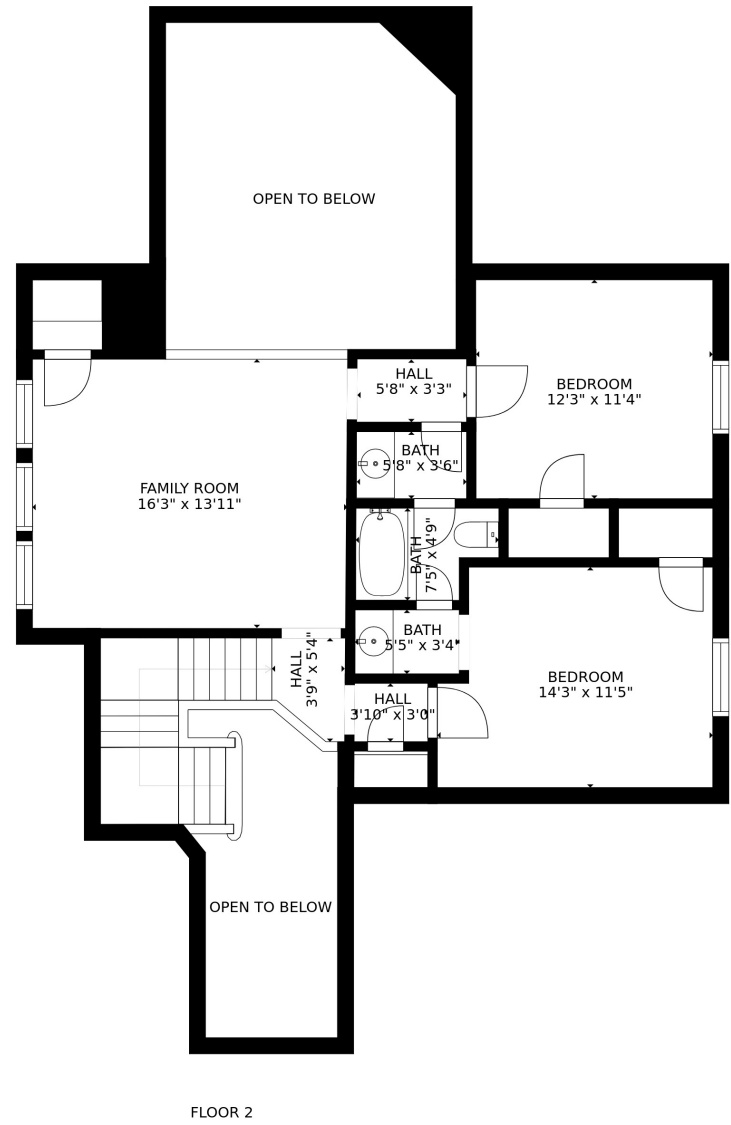 OPEN TO BELOW
HALL
5'8" x 3'3"
BEDROOM
12'3" x 11'4"
BATH
5'8" x 3'6"
FAMILY ROOM
16'3" x 13'11"
BATH
7'5" x 4'9"
BATH
5'5" x 3'4"
HALL
3'9" x 5'4"
BEDROOM
14'3" x 11'5"
HALL
3'10" x 3'0"
OPEN TO BELOW
FLOOR 2